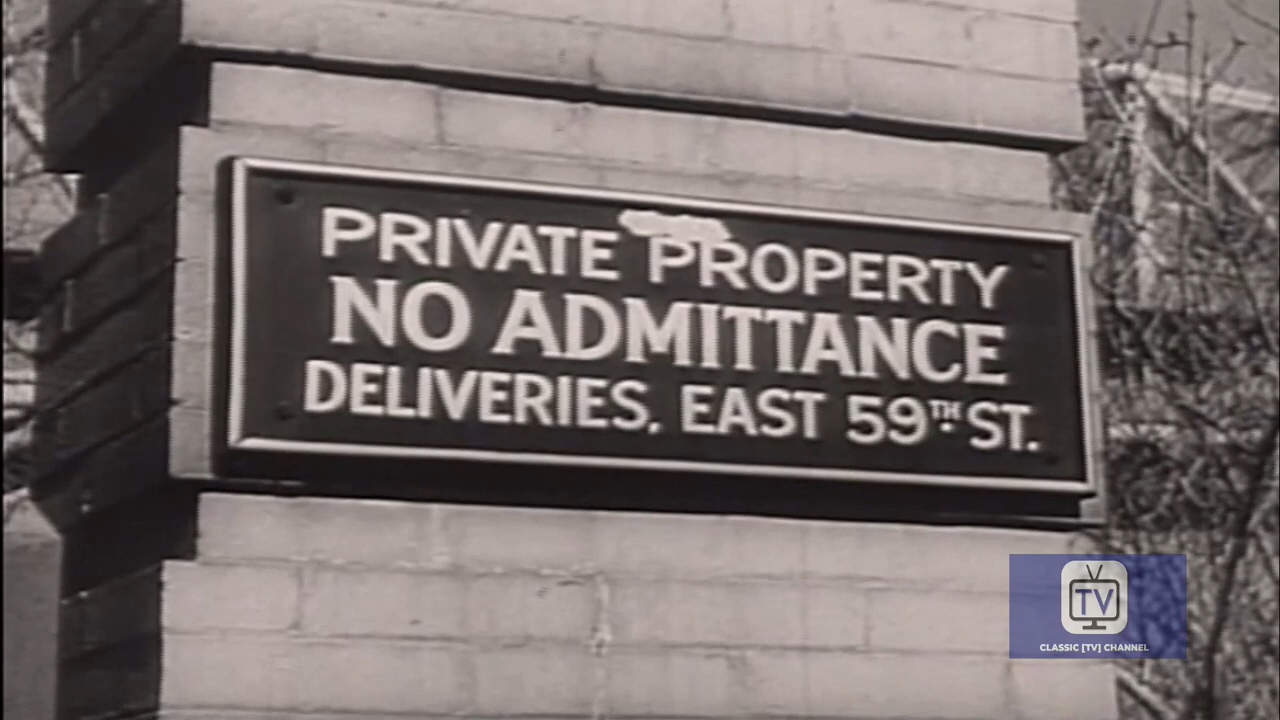 PRIVATE PROPERTY
NO ADMITTANCE
DELIVERIES, EAST 59TH ST.
TV
CLASSIC [TV] CHANNEL